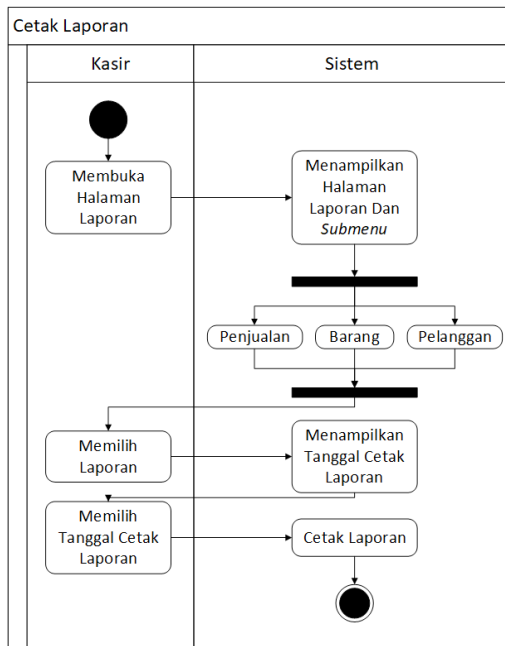 Cetak Laporan
Kasir
Sistem
Membuka
Halaman
Laporan
Menampilkan
Halaman
Laporan Dan
Submenu
Penjualan
Barang
Pelanggan
Memilih
Laporan
Menampilkan
Tanggal Cetak
Laporan
Memilih
Tanggal Cetak
Laporan
Cetak Laporan